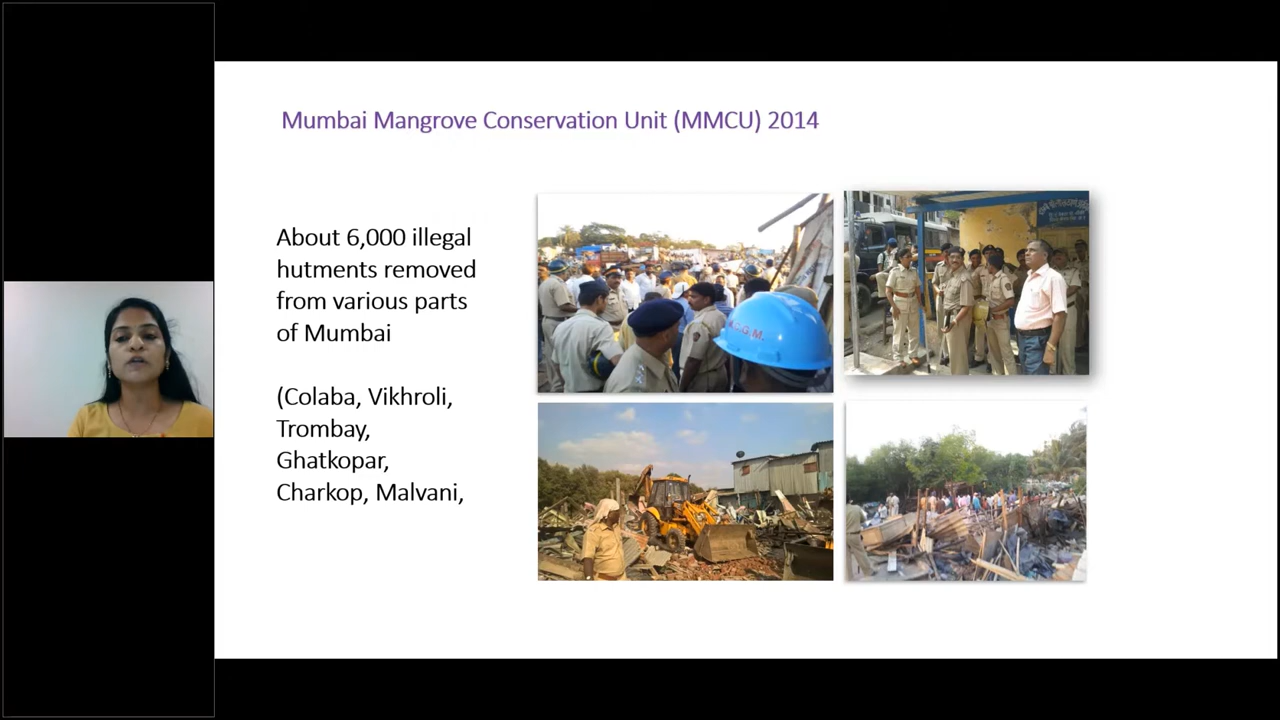 Mumbai Mangrove Conservation Unit (MMCU) 2014
About 6,000 illegal
hutments removed
from various parts
of Mumbai
(Colaba, Vikhroli,
Trombay,
Ghatkopar,
Charkop, Malvani,